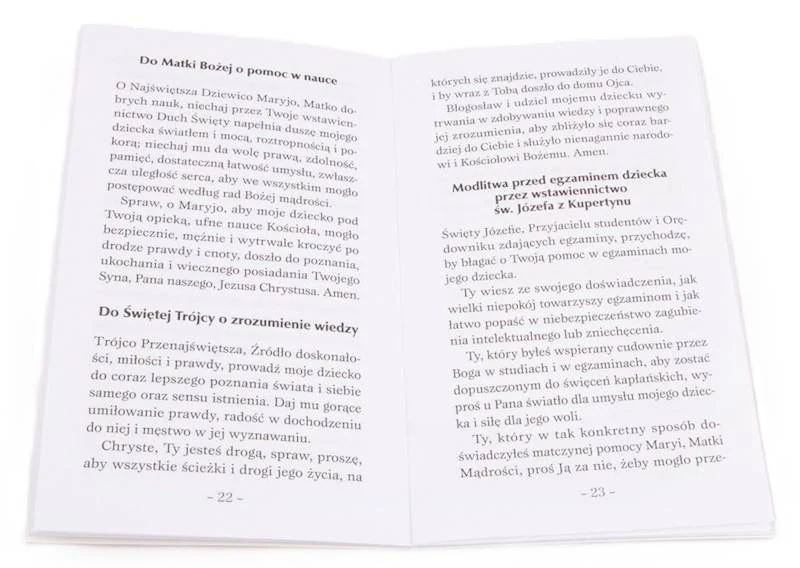 Do Matki Bożej o pomoc w nauce
O Najświętsza Dziewico Maryjo, Matko do-
brych nauk, niechaj przez Twoje wstawien-
nictwo Duch Święty napełnia duszę mojego
dziecka światłem i mocą, roztropnością i po-
korą; niechaj mu da wolę prawą, zdolność,
pamięć, dostateczną łatwość umysłu, zwłasz-
cza uległość serca, aby we wszystkim mogło
postępować według rad Bożej mądrości.
Spraw, o Maryjo, aby moje dziecko pod
Twoją opieką, ufne nauce Kościoła, mogło
bezpiecznie, mężnie i wytrwale kroczyć po
drodze prawdy i cnoty, doszło do poznania,
ukochania i wiecznego posiadania Twojego
Syna, Pana naszego, Jezusa Chrystusa. Amen.
Do Świętej Trójcy o zrozumienie wiedzy
Trójco Przenajświętsza, Źródło doskonało-
ści, miłości i prawdy, prowadź moje dziecko
do coraz lepszego poznania świata i siebie
samego oraz sensu istnienia. Daj mu gorące
umiłowanie prawdy, radość w dochodzeniu
do niej i męstwo w jej wyznawaniu.
Chryste, Ty jesteś drogą, spraw, proszę,
aby wszystkie ścieżki i drogi jego życia, na
– 22 –
których się znajdzie, prowadziły je do Ciebie,
i by wraz z Tobą doszło do domu Ojca.
Błogosław i udziel mojemu dziecku wy-
trwania w zdobywaniu wiedzy i poprawnego
jej zrozumienia, aby zbliżyło się coraz bar-
dziej do Ciebie i służyło nienagannie narodo-
wi i Kościołowi Bożemu. Amen.
Modlitwa przed egzaminem dziecka
przez wstawiennictwo
św. Józefa z Kupertynu
Święty Józefie, Przyjacielu studentów i Orę-
downiku zdających egzaminy, przychodzę,
by błagać o Twoją pomoc w egzaminach mo-
jego dziecka.
Ty wiesz ze swojego doświadczenia, jak
wielki niepokój towarzyszy egzaminom i jak
łatwo popaść w niebezpieczeństwo zagubie-
nia intelektualnego lub zniechęcenia.
Ty, który byłeś wspierany cudownie przez
Boga w studiach i w egzaminach, aby zostać
dopuszczonym do święceń kapłańskich, wy-
proś u Pana światło dla umysłu mojego dziec-
ka i siłę dla jego woli.
Ty, który w tak konkretny sposób do-
świadczyłeś matczynej pomocy Maryi, Matki
Mądrości, proś Ją za nie, żeby mogło prze-
– 23 –